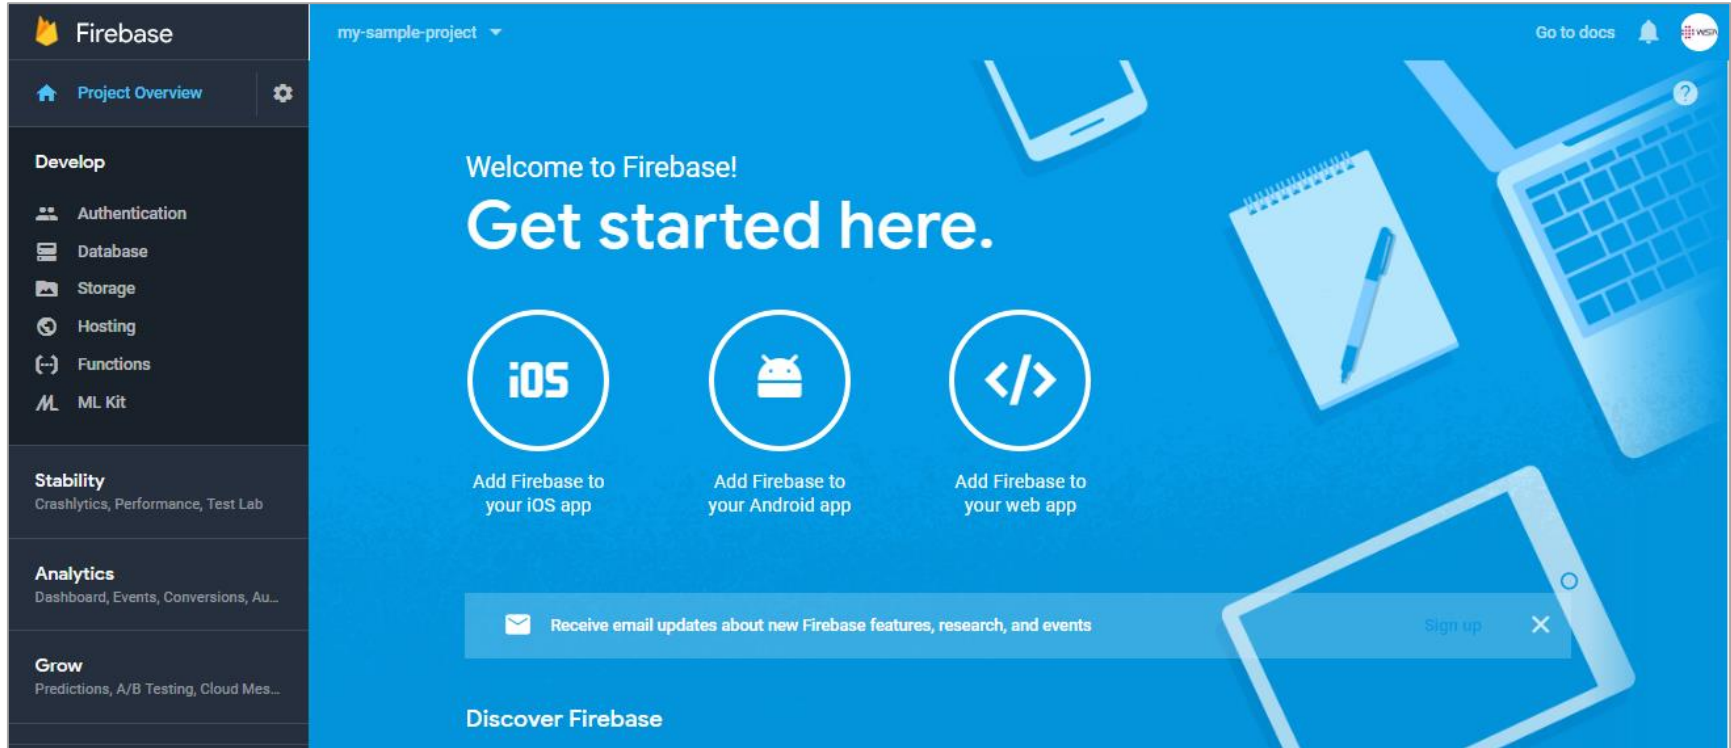 Firebase
my-sample-project
Go to docs
Project Overview
Develop
Authentication
Database
Storage
Hosting
Functions
ML Kit
Stability
Crashlytics, Performance, Test Lab
Analytics
Dashboard, Events, Conversions, Au...
Grow
Predictions, A/B Testing, Cloud Mes...
Welcome to Firebase!
Get started here.
iOS
</>
Add Firebase to
your iOS app
Add Firebase to
your Android app
Add Firebase to
your web app
Receive email updates about new Firebase features, research, and events
Sign up
Discover Firebase